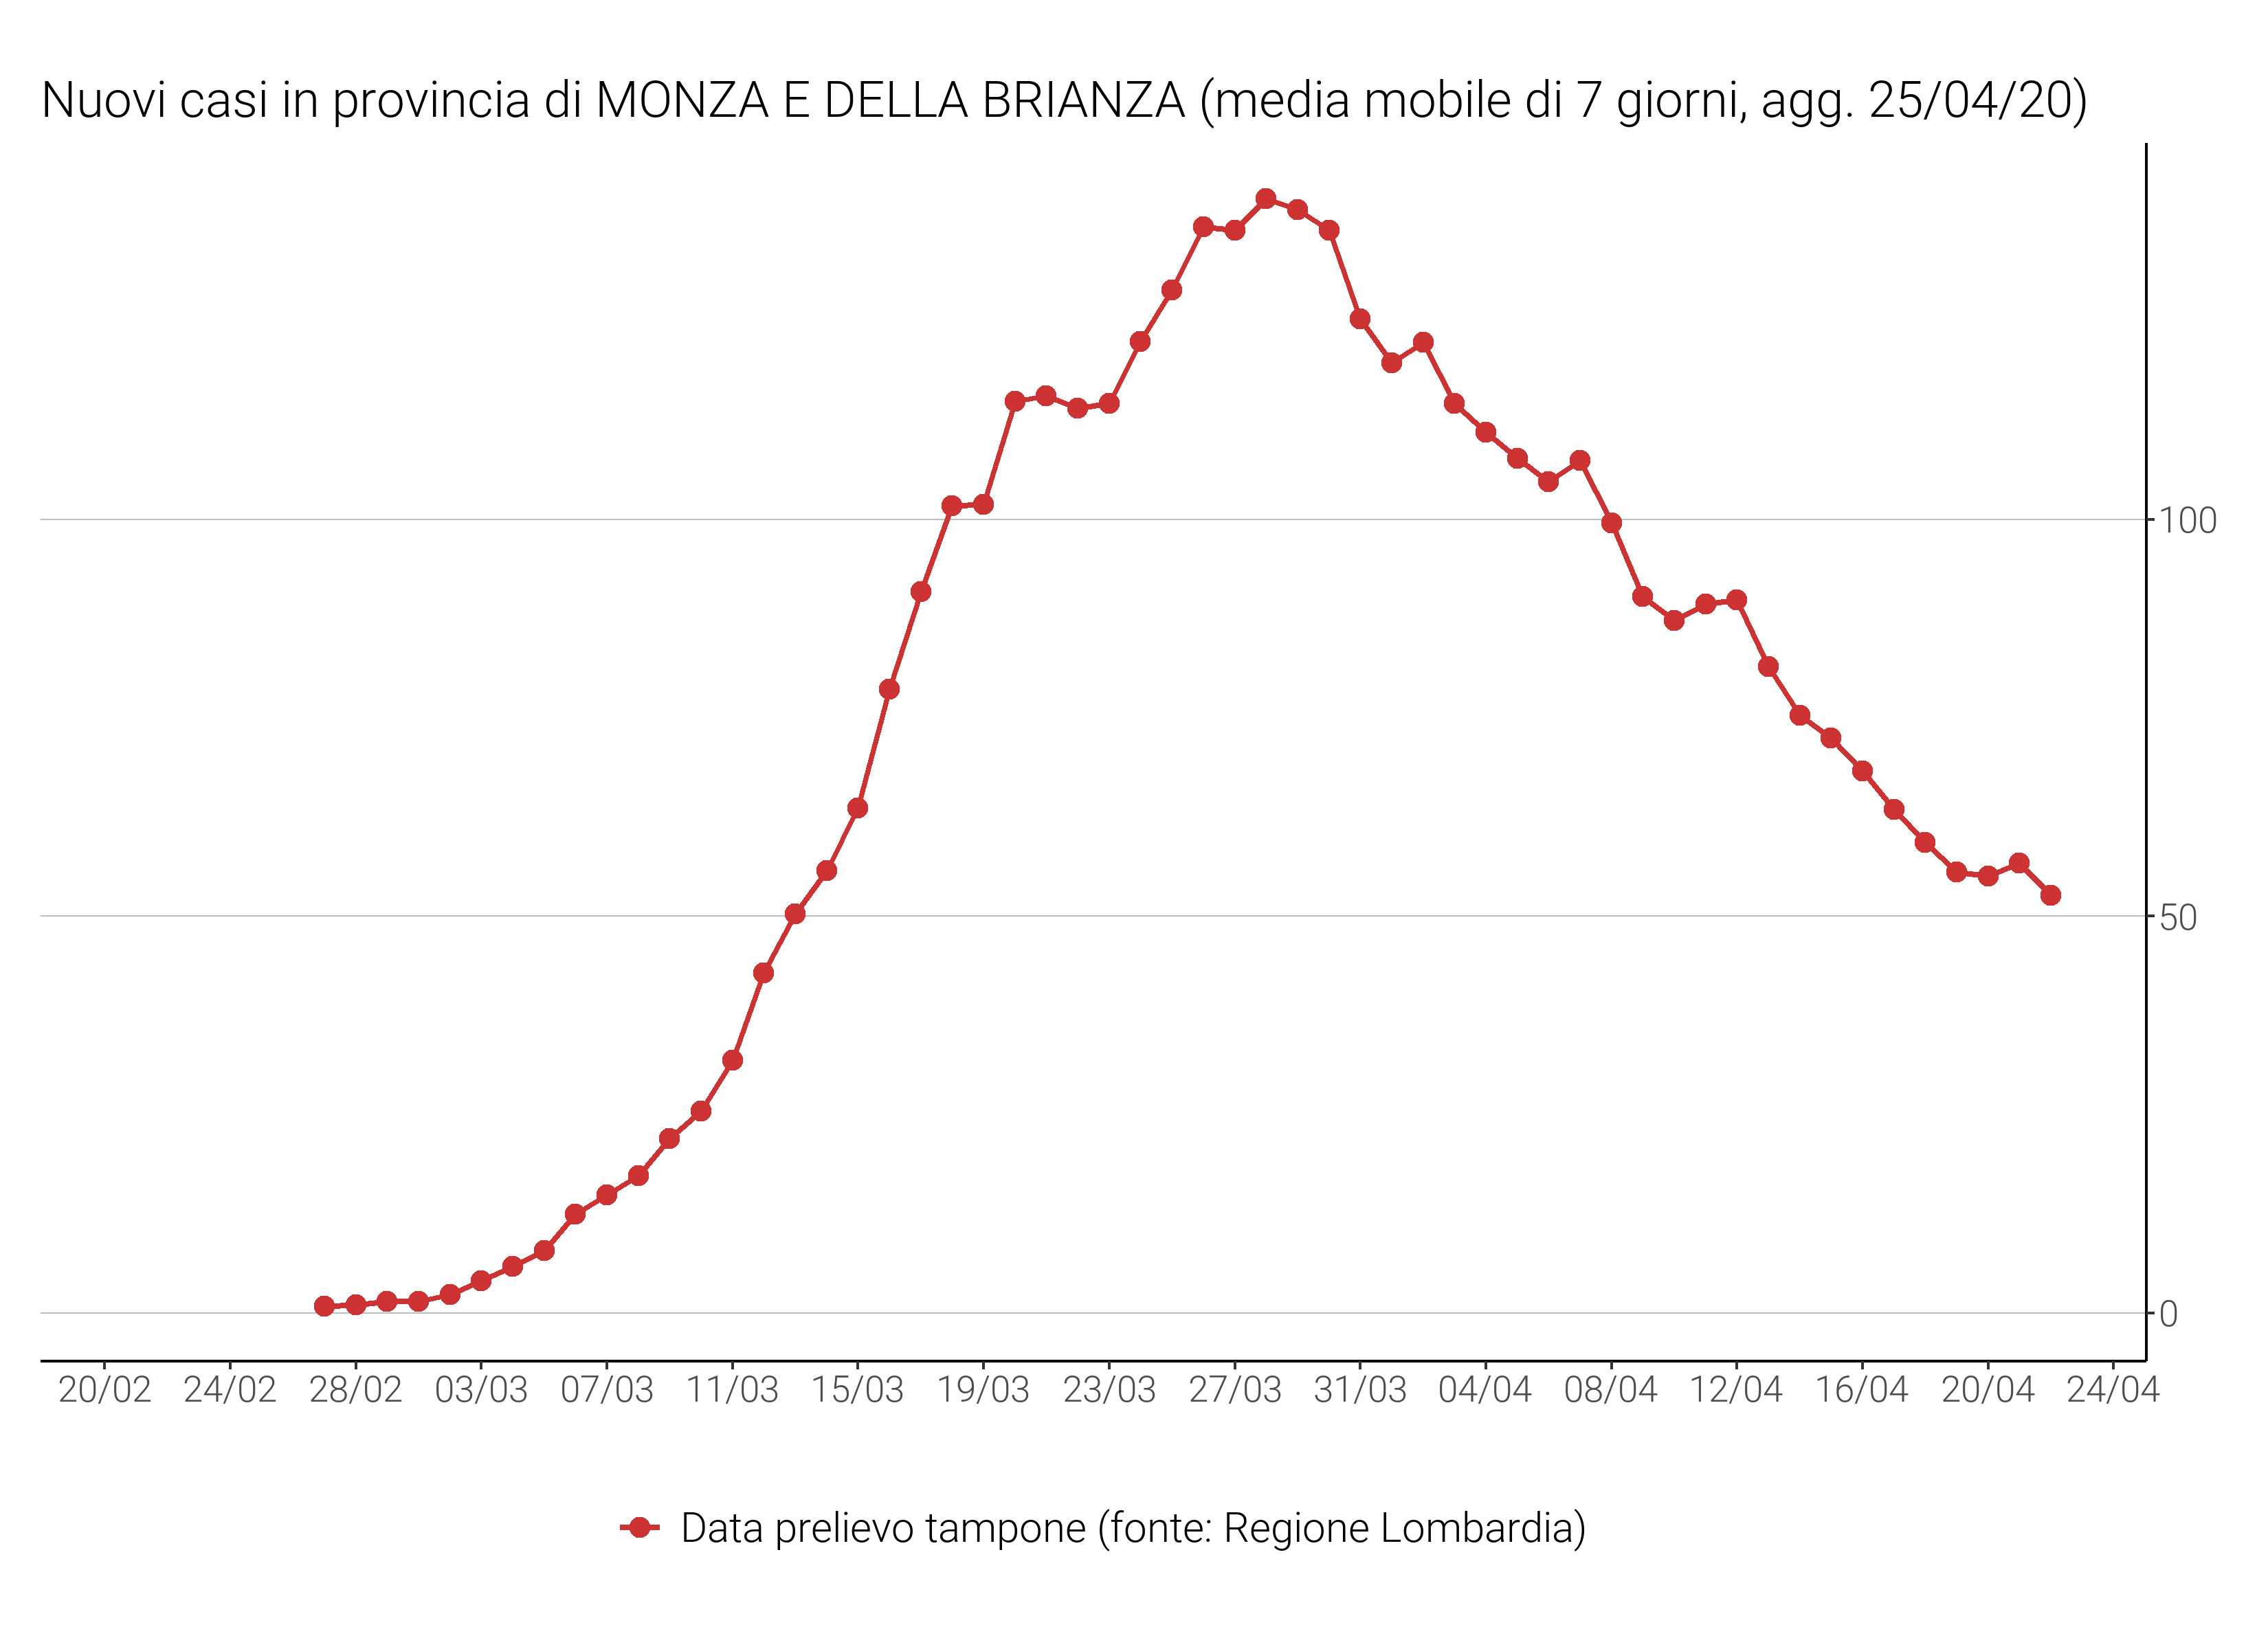 Nuovi casi in provincia di MONZA E DELLA BRIANZA (media mobile di 7 giorni, agg. 25/04/20)
100
50
0
20/02 24/02 28/02 03/03 07/03 11/03 15/03 19/03 23/03 27/03 31/03 04/04 08/04 12/04 16/04 20/04 24/04
Data prelievo tampone (fonte: Regione Lombardia)